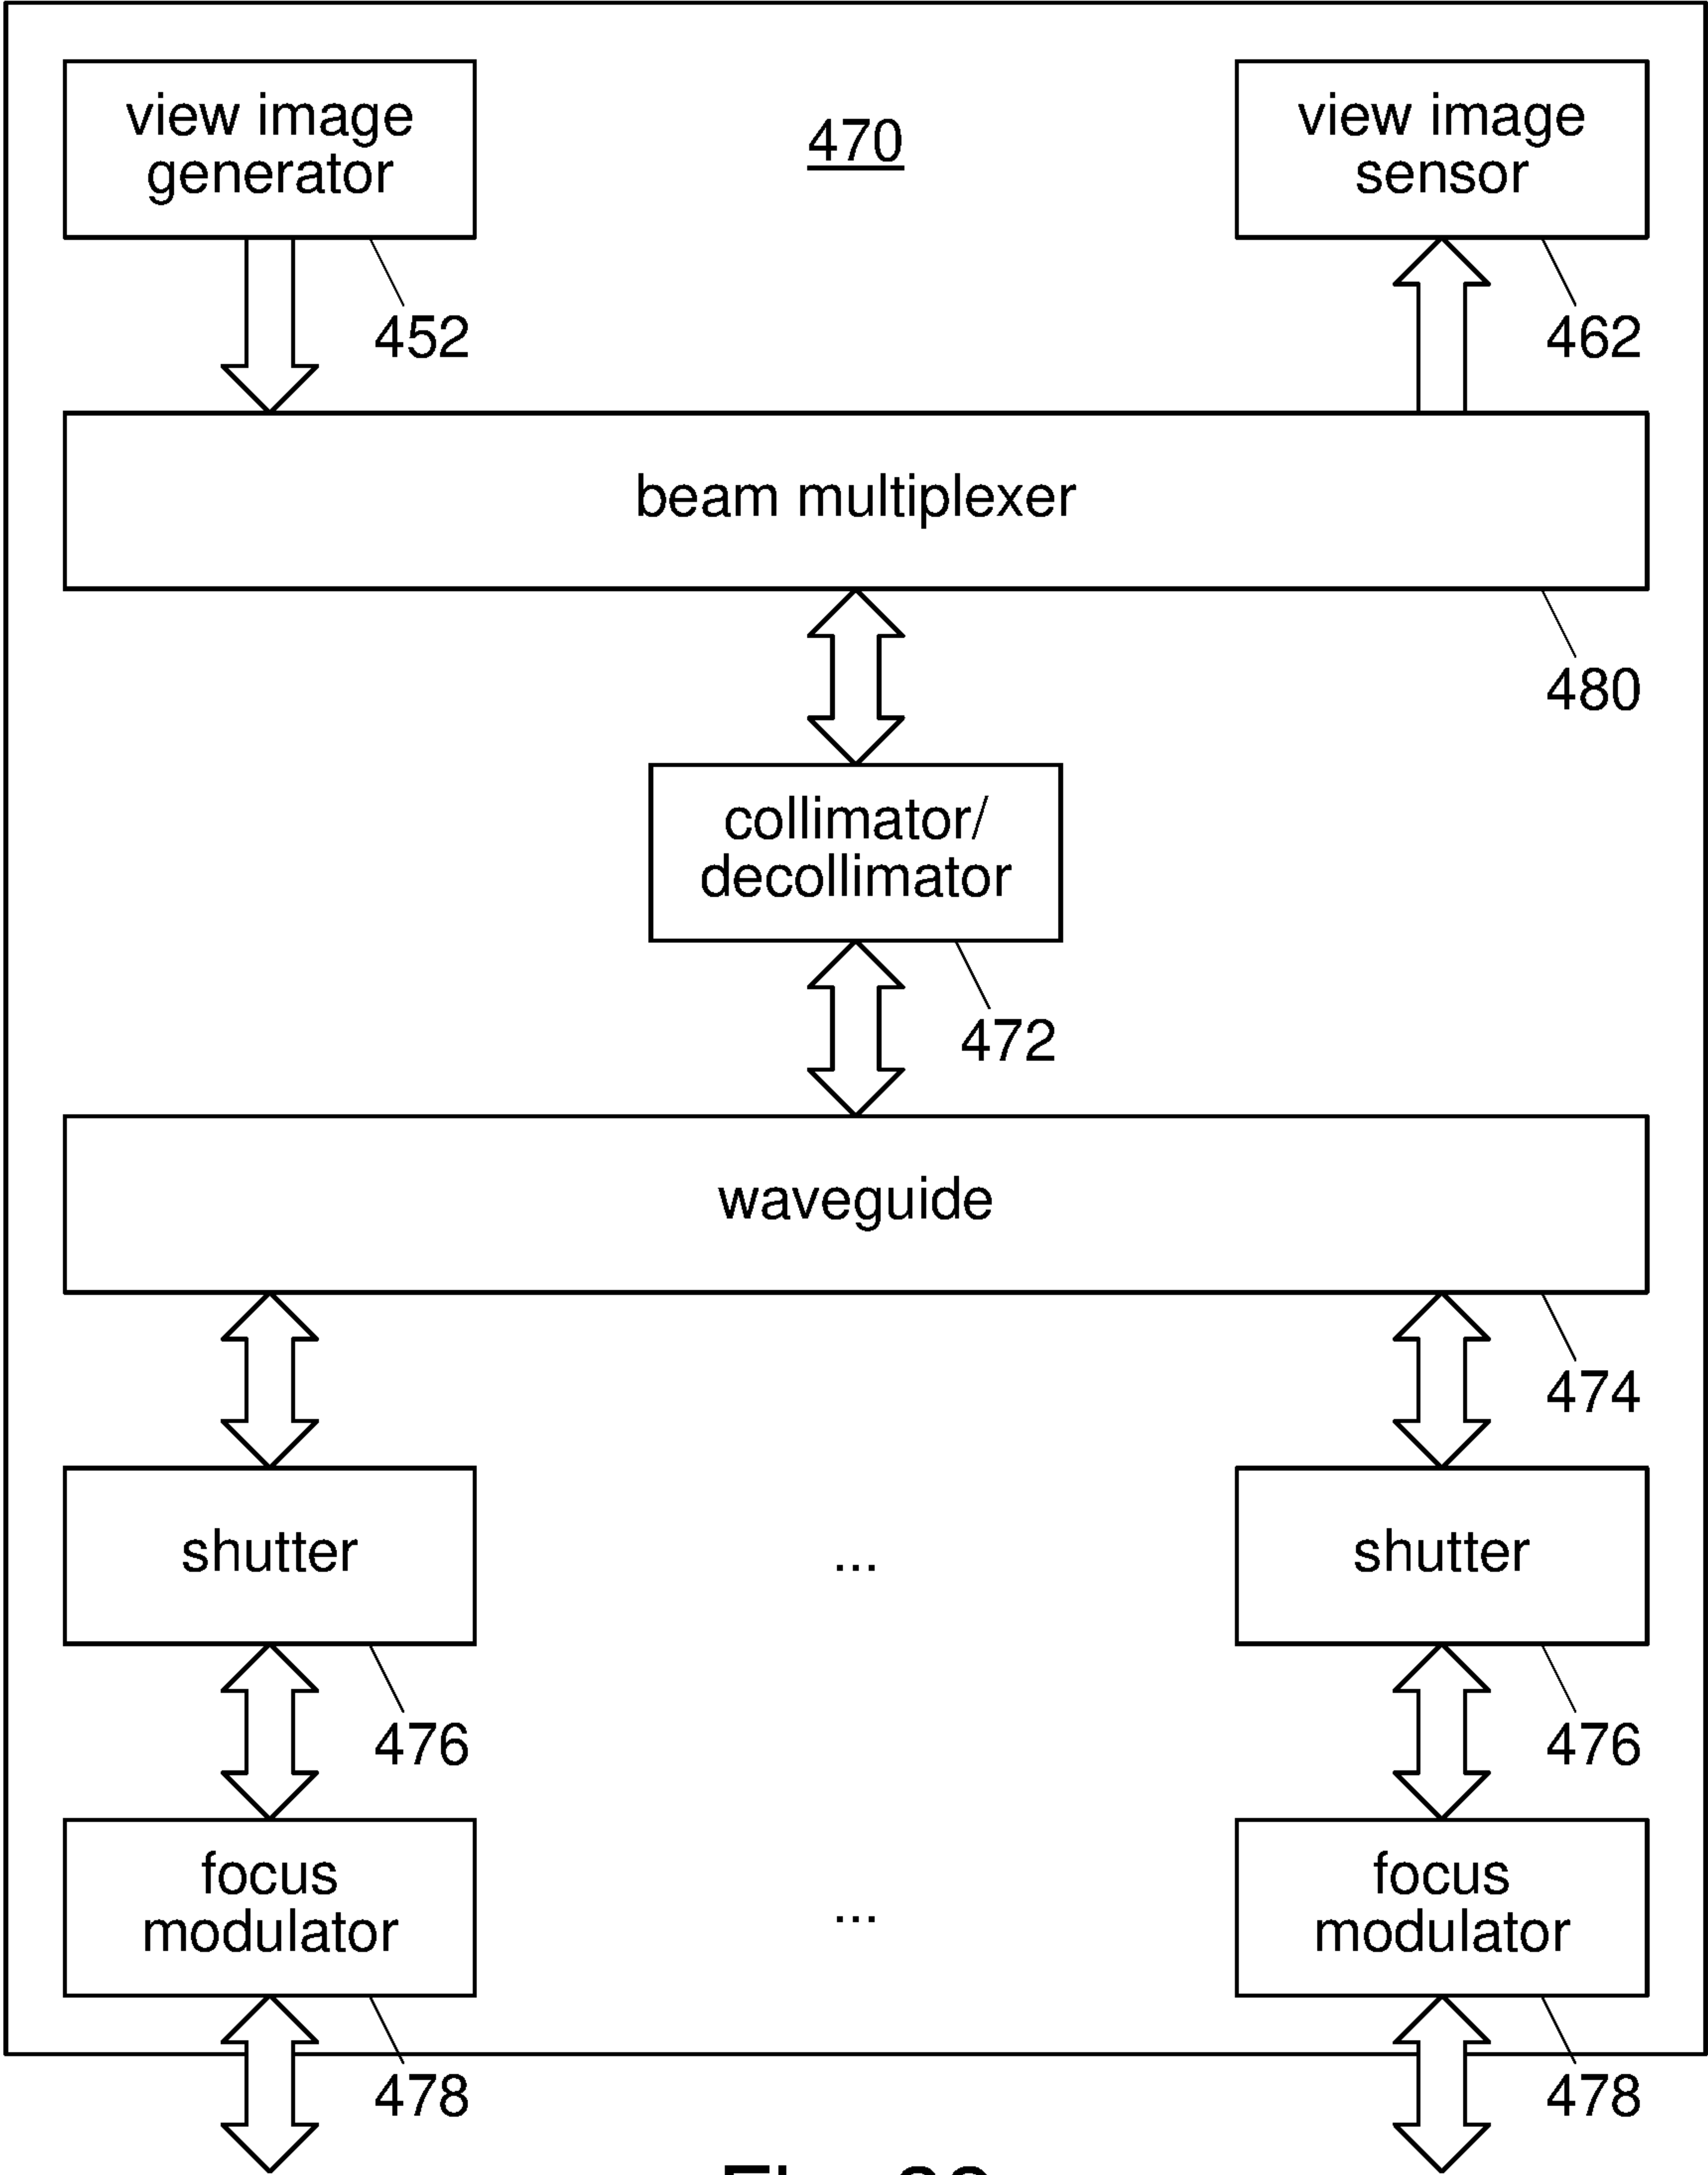 view image
generator
470
view image
sensor
452
462
beam multiplexer
480
collimator/
decollimator
472
waveguide
474
shutter
...
shutter
476
476
focus
modulator
...
focus
modulator
478
478